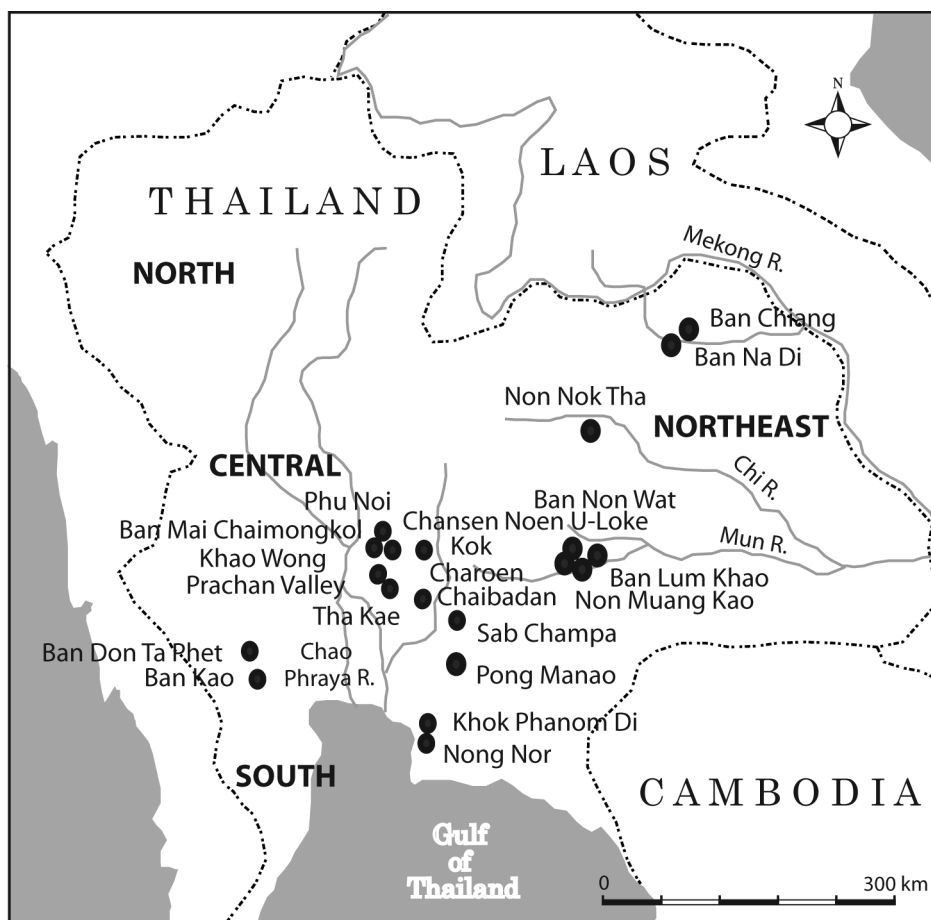 N
LAOS
THAILAND
Mekong R.
NORTH
Ban Chiang
Ban Na Di
Non Nok Tha
NORTHEAST
CENTRAL
Chi R.
Phu Noi
Ban Non Wat
Ban Mai Chaimongkol
Chansen Noen U-Loke
Khao Wong
Kok
Charoen
Mun R.
Prachan Valley
Ban Lum Khao
Tha Kae
Chaibadan
Non Muang Kao
Sab Champa
Ban Don Ta Phet
Chao
Phraya R.
Ban Kao
Pong Manao
Khok Phanom Di
Nong Nor
SOUTH
CAMBODIA
Gulf
of
Thailand
0 300 km